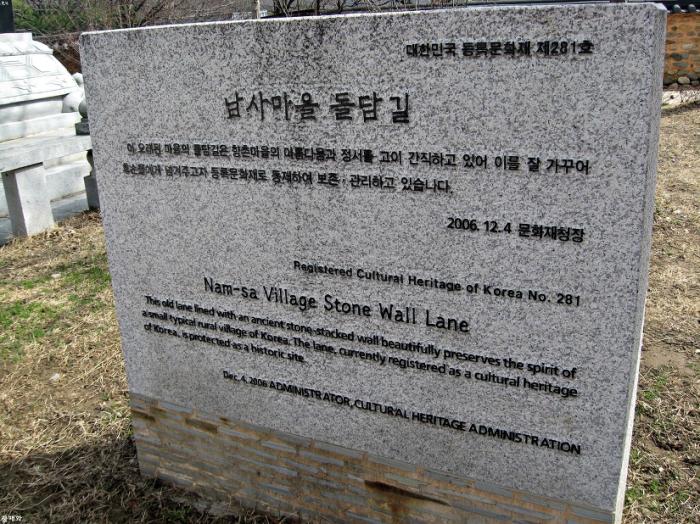 대한민국 등록문화재 제281호
남사마을 돌담길
이 오래된 마을의 돌담길은 향촌마을의 아름다움과 정서를 고이 간직하고 있어 이를 잘 가꾸어
후손들에게 넘겨주고자 등록문화재로 등재하여 보존·관리하고 있습니다.
2006. 12. 4 문화재청장
Registered Cultural Heritage of Korea No. 281
Nam-sa Village Stone Wall Lane
This old lane lined with an ancient stone-stacked wall beautifully preserves the spirit of
a small typical rural village of Korea. The lane, currently registered as a cultural heritage
of Korea, is protected as a historic site.
Dec. 4. 2006 ADMINISTRATOR, CULTURAL HERITAGE ADMINISTRATION